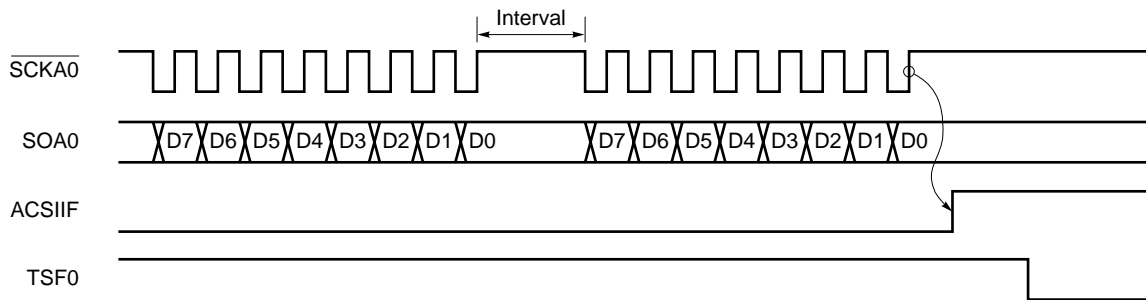 Interval
SCKA0
SOA0 D7 D6 D5 D4 D3 D2 D1 D0 D7 D6 D5 D4 D3 D2 D1 D0
ACSIIF
TSF0